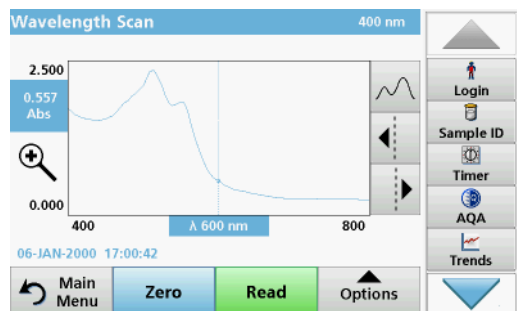 Wavelength Scan
400 nm
2.500
0.557
Abs
0.000
400
λ 600 nm
800
06-JAN-2000 17:00:42
Main
Menu
Zero
Read
Options
Login
Sample ID
Timer
AQA
Trends